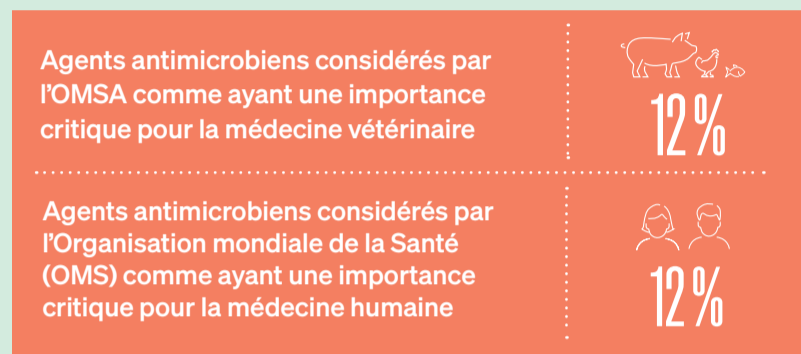 Agents antimicrobiens considérés par
l’OMSA comme ayant une importance
critique pour la médecine vétérinaire
12%
Agents antimicrobiens considérés par
l’Organisation mondiale de la Santé
(OMS) comme ayant une importance
critique pour la médecine humaine
12%